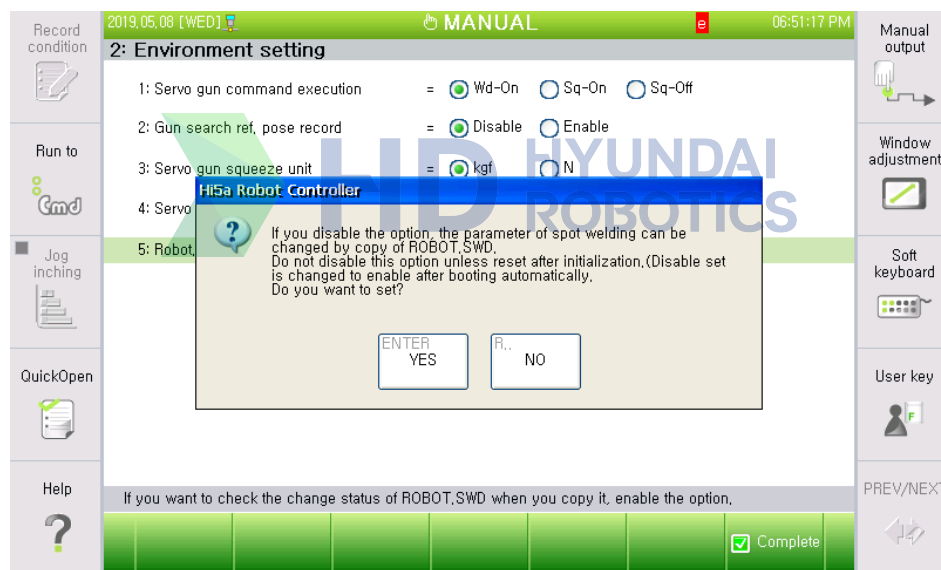 Record
condition
2019,05,08 [WED]
MANUAL
e
06:51:17 PM
Manual
output
2: Environment setting
1: Servo gun command execution = Wd-On Sq-On Sq-Off
2: Gun search ref, pose record = Disable Enable
3: Servo gun squeeze unit = kgf N
4: Servo
5: Robot,
HD HYUNDAI
ROBOTICS
Hi5a Robot Controller
If you disable the option, the parameter of spot welding can be
changed by copy of ROBOT,SWD,
Do not disable this option unless reset after initialization,(Disable set
is changed to enable after booting automatically,
Do you want to set?
ENTER
YES
R,,
NO
Run to
Cmd
Jog
inching
QuickOpen
Help
?
Window
adjustment
Soft
keyboard
User key
F
PREV/NEXT
If you want to check the change status of ROBOT,SWD when you copy it, enable the option,
Complete